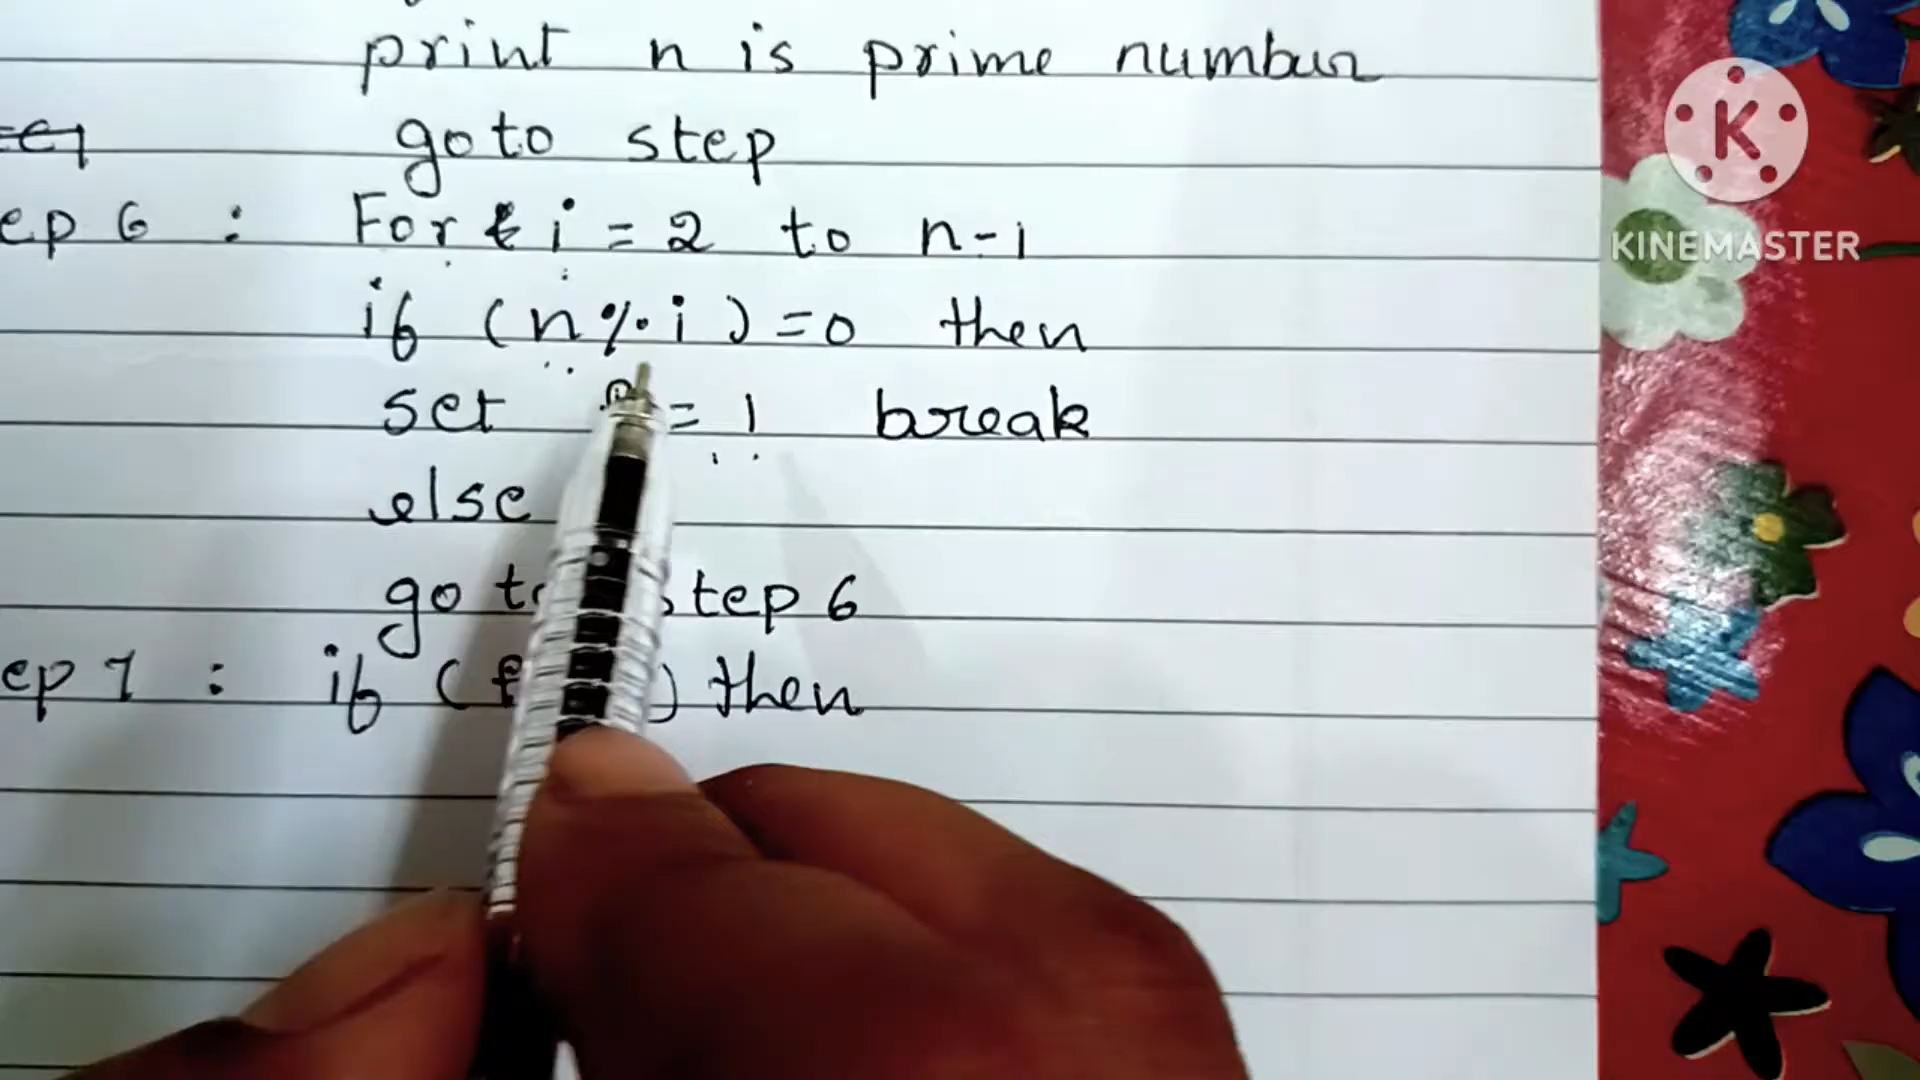 print n is prime number
goto step
ep 6 : For i = 2 to n-1
if (n%i) =0 then
set = 1 break
else
go to step 6
ep 7 : if ( ) then
K
KINEMASTER